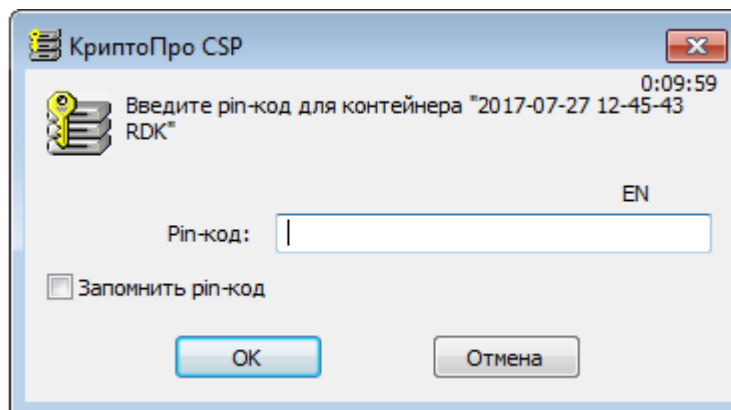 КриптоПро CSP
0:09:59
Введите pin-код для контейнера "2017-07-27 12-45-43
RDK"
EN
Pin-код:
Запомнить pin-код
OK
Отмена